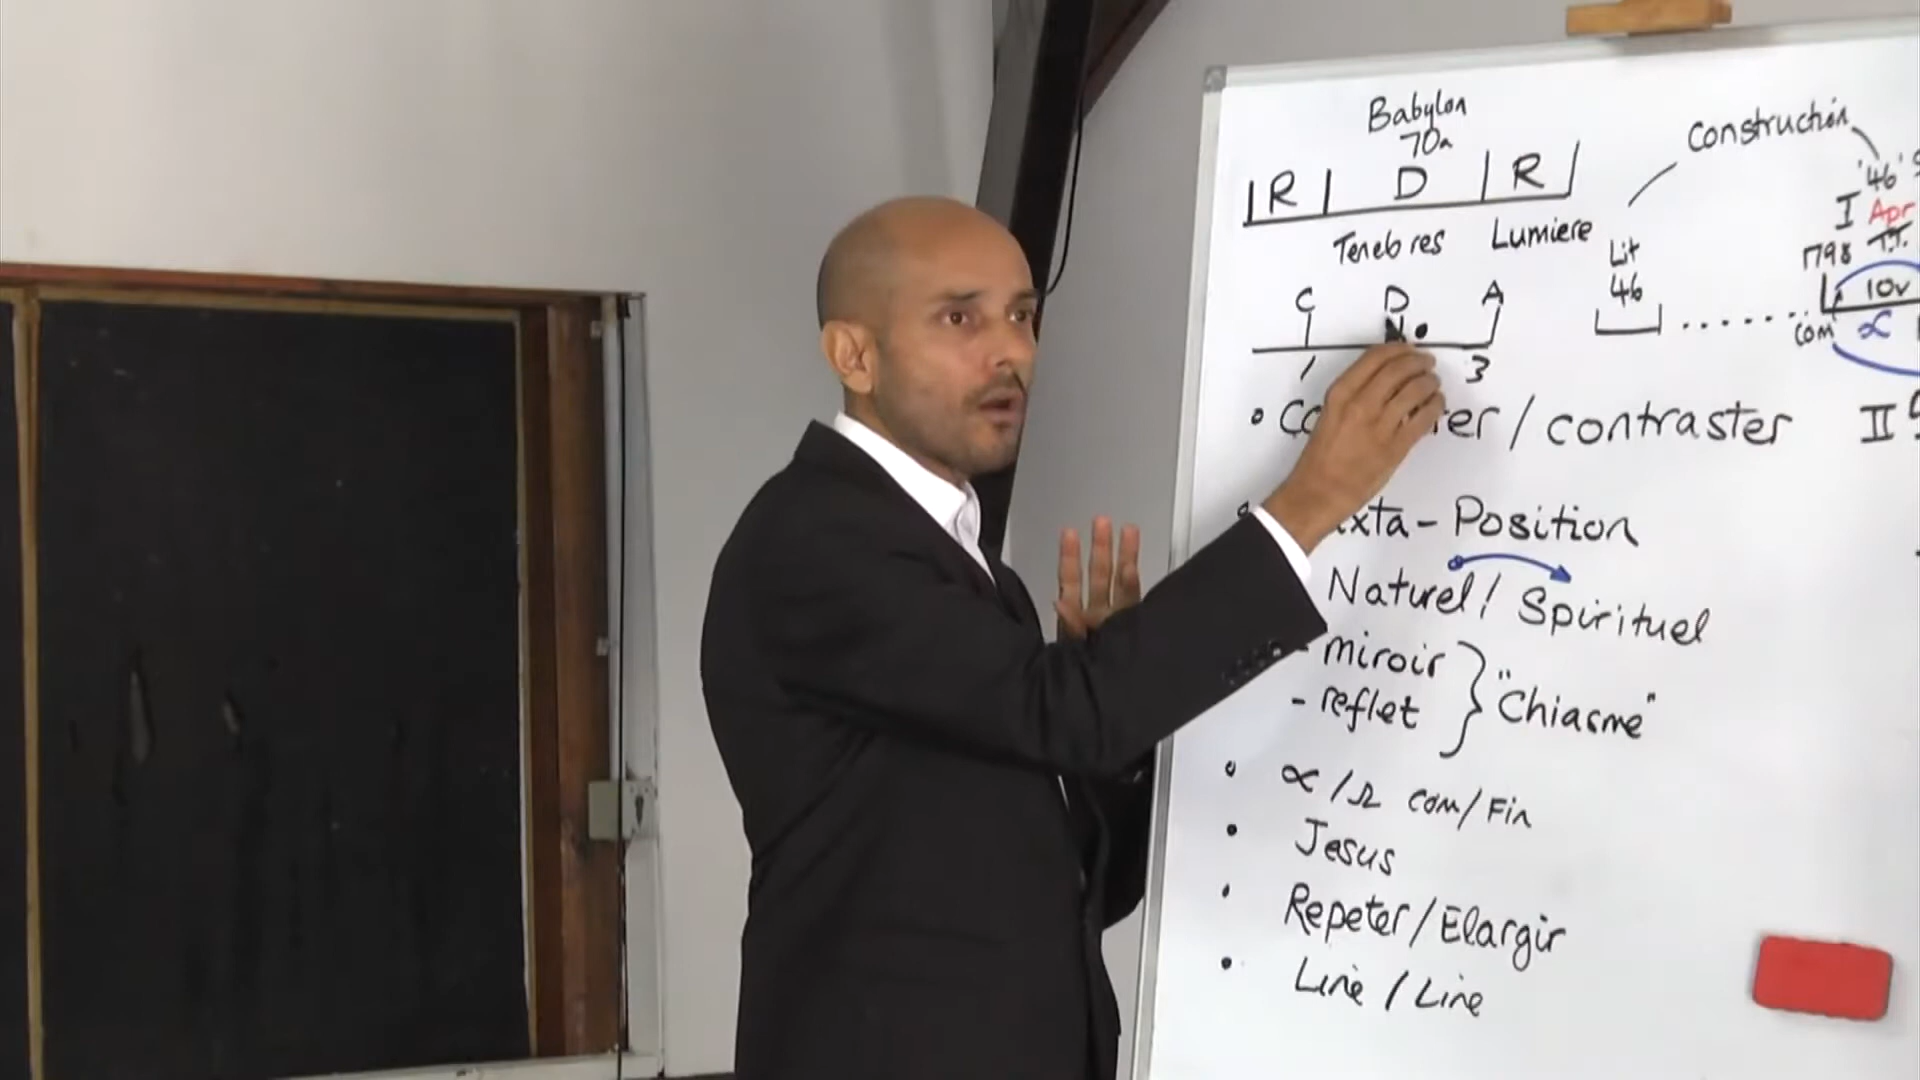 Babylon
70a
R D R
Tenebres Lumiere
C D A
1 3
/ contraster
Position
Naturel / Spirituel
- miroir
- reflet
"Chiasme"
∝ / Ω com / Fin
Jesus
Repeter / Elargir
Line / Line
Construction
'46'
I Apr
1798 T.T.
Lit
46
10v
com ∝
II